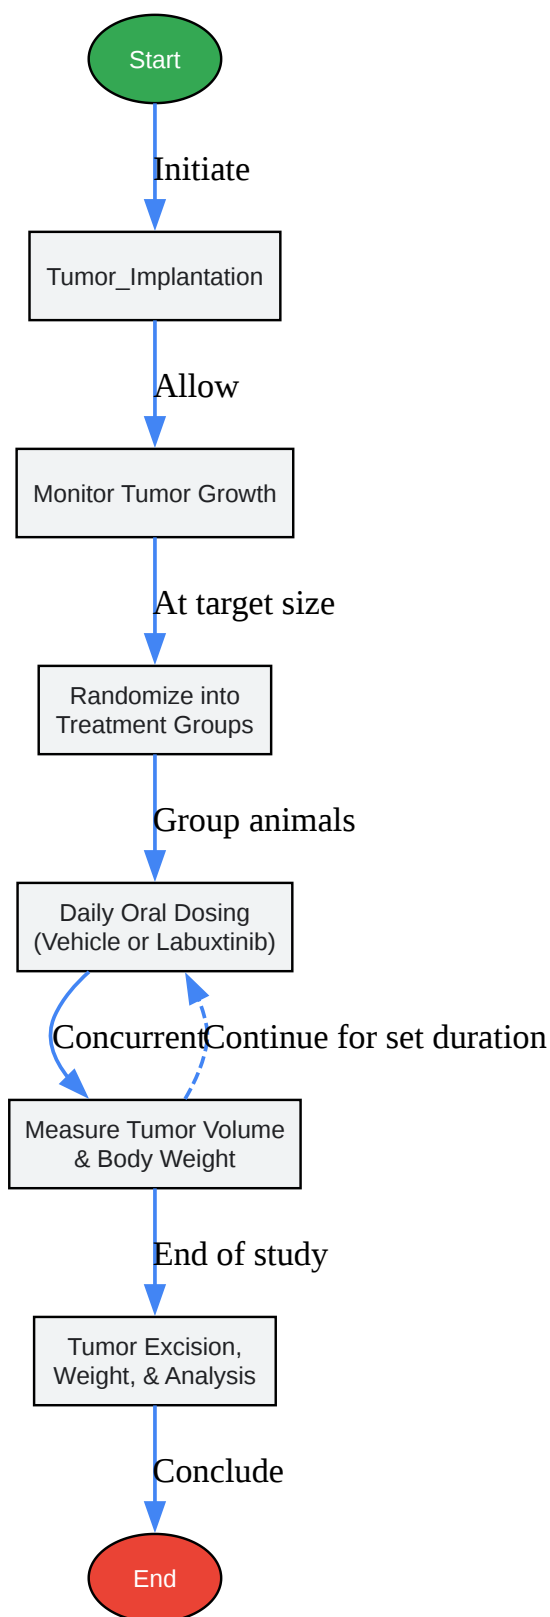 Start
Initiate
Tumor_Implantation
Allow
Monitor Tumor Growth
At target size
Randomize into
Treatment Groups
Group animals
Daily Oral Dosing
(Vehicle or Labuxtinib)
Concurrent
Continue for set duration
Measure Tumor Volume
& Body Weight
End of study
Tumor Excision,
Weight, & Analysis
Conclude
End